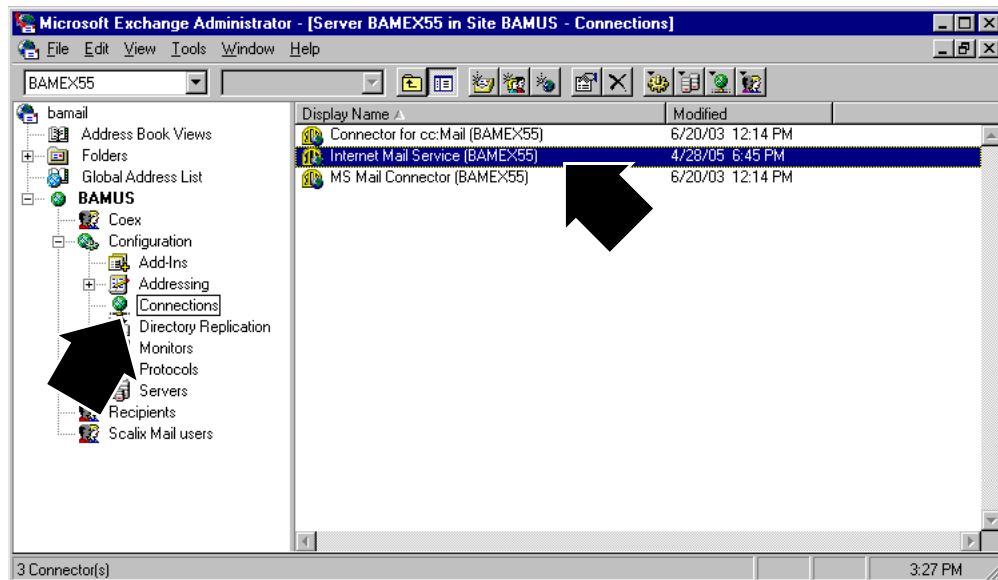 Microsoft Exchange Administrator - [Server BAMEX55 in Site BAMUS - Connections]
File Edit View Tools Window Help
BAMEX55
bamail
Address Book Views
Folders
Global Address List
BAMUS
Coex
Configuration
Add-Ins
Addressing
Connections
Directory Replication
Monitors
Protocols
Servers
Recipients
Scalix Mail users
Display Name Modified
Connector for cc:Mail (BAMEX55) 6/20/03 12:14 PM
Internet Mail Service (BAMEX55) 4/28/05 6:45 PM
MS Mail Connector (BAMEX55) 6/20/03 12:14 PM
3 Connector(s) 3:27 PM